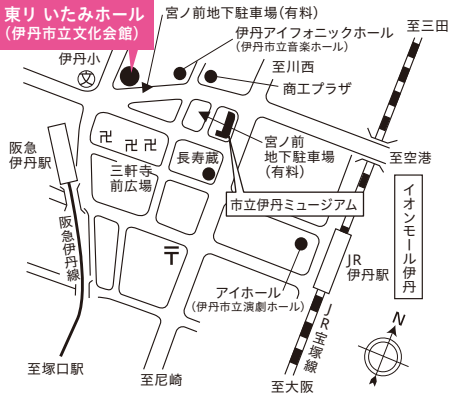 東リ いたみホール
(伊丹市立文化会館)
宮ノ前地下駐車場(有料)
伊丹アイフォニックホール
(伊丹市立音楽ホール)
至三田
伊丹小
文
至川西
商工プラザ
阪急
伊丹駅
卍 卍 卍
三軒寺
前広場
長寿蔵
宮ノ前
地下駐車場
(有料)
至空港
市立伊丹ミュージアム
イオンモール伊丹
阪急伊丹線
〒
アイホール
(伊丹市立演劇ホール)
JR
伊丹駅
JR宝塚線
N
至塚口駅
至尼崎
至大阪